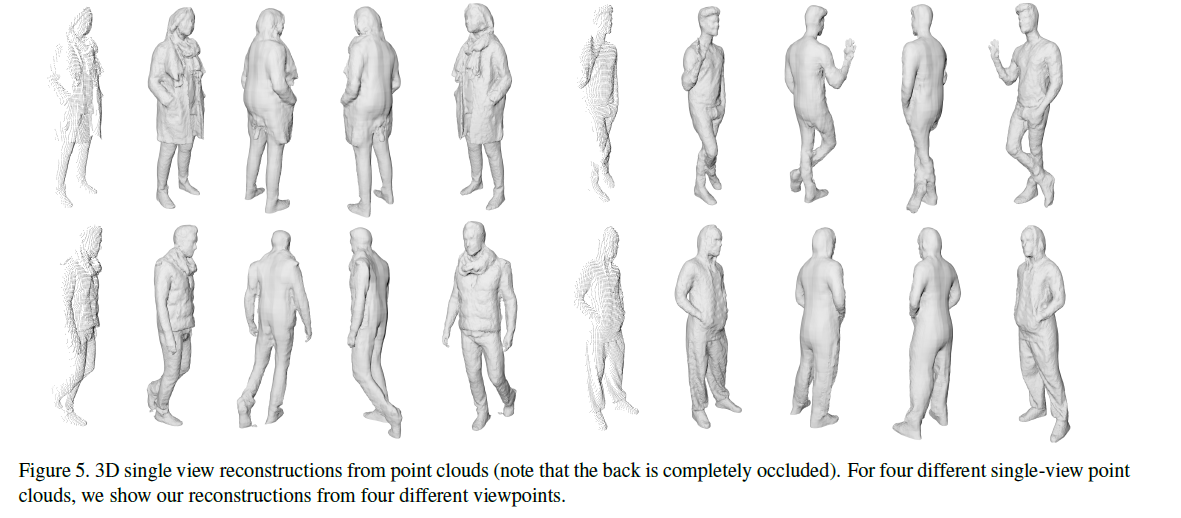 Figure 5. 3D single view reconstructions from point clouds (note that the back is completely occluded). For four different single-view point
clouds, we show our reconstructions from four different viewpoints.